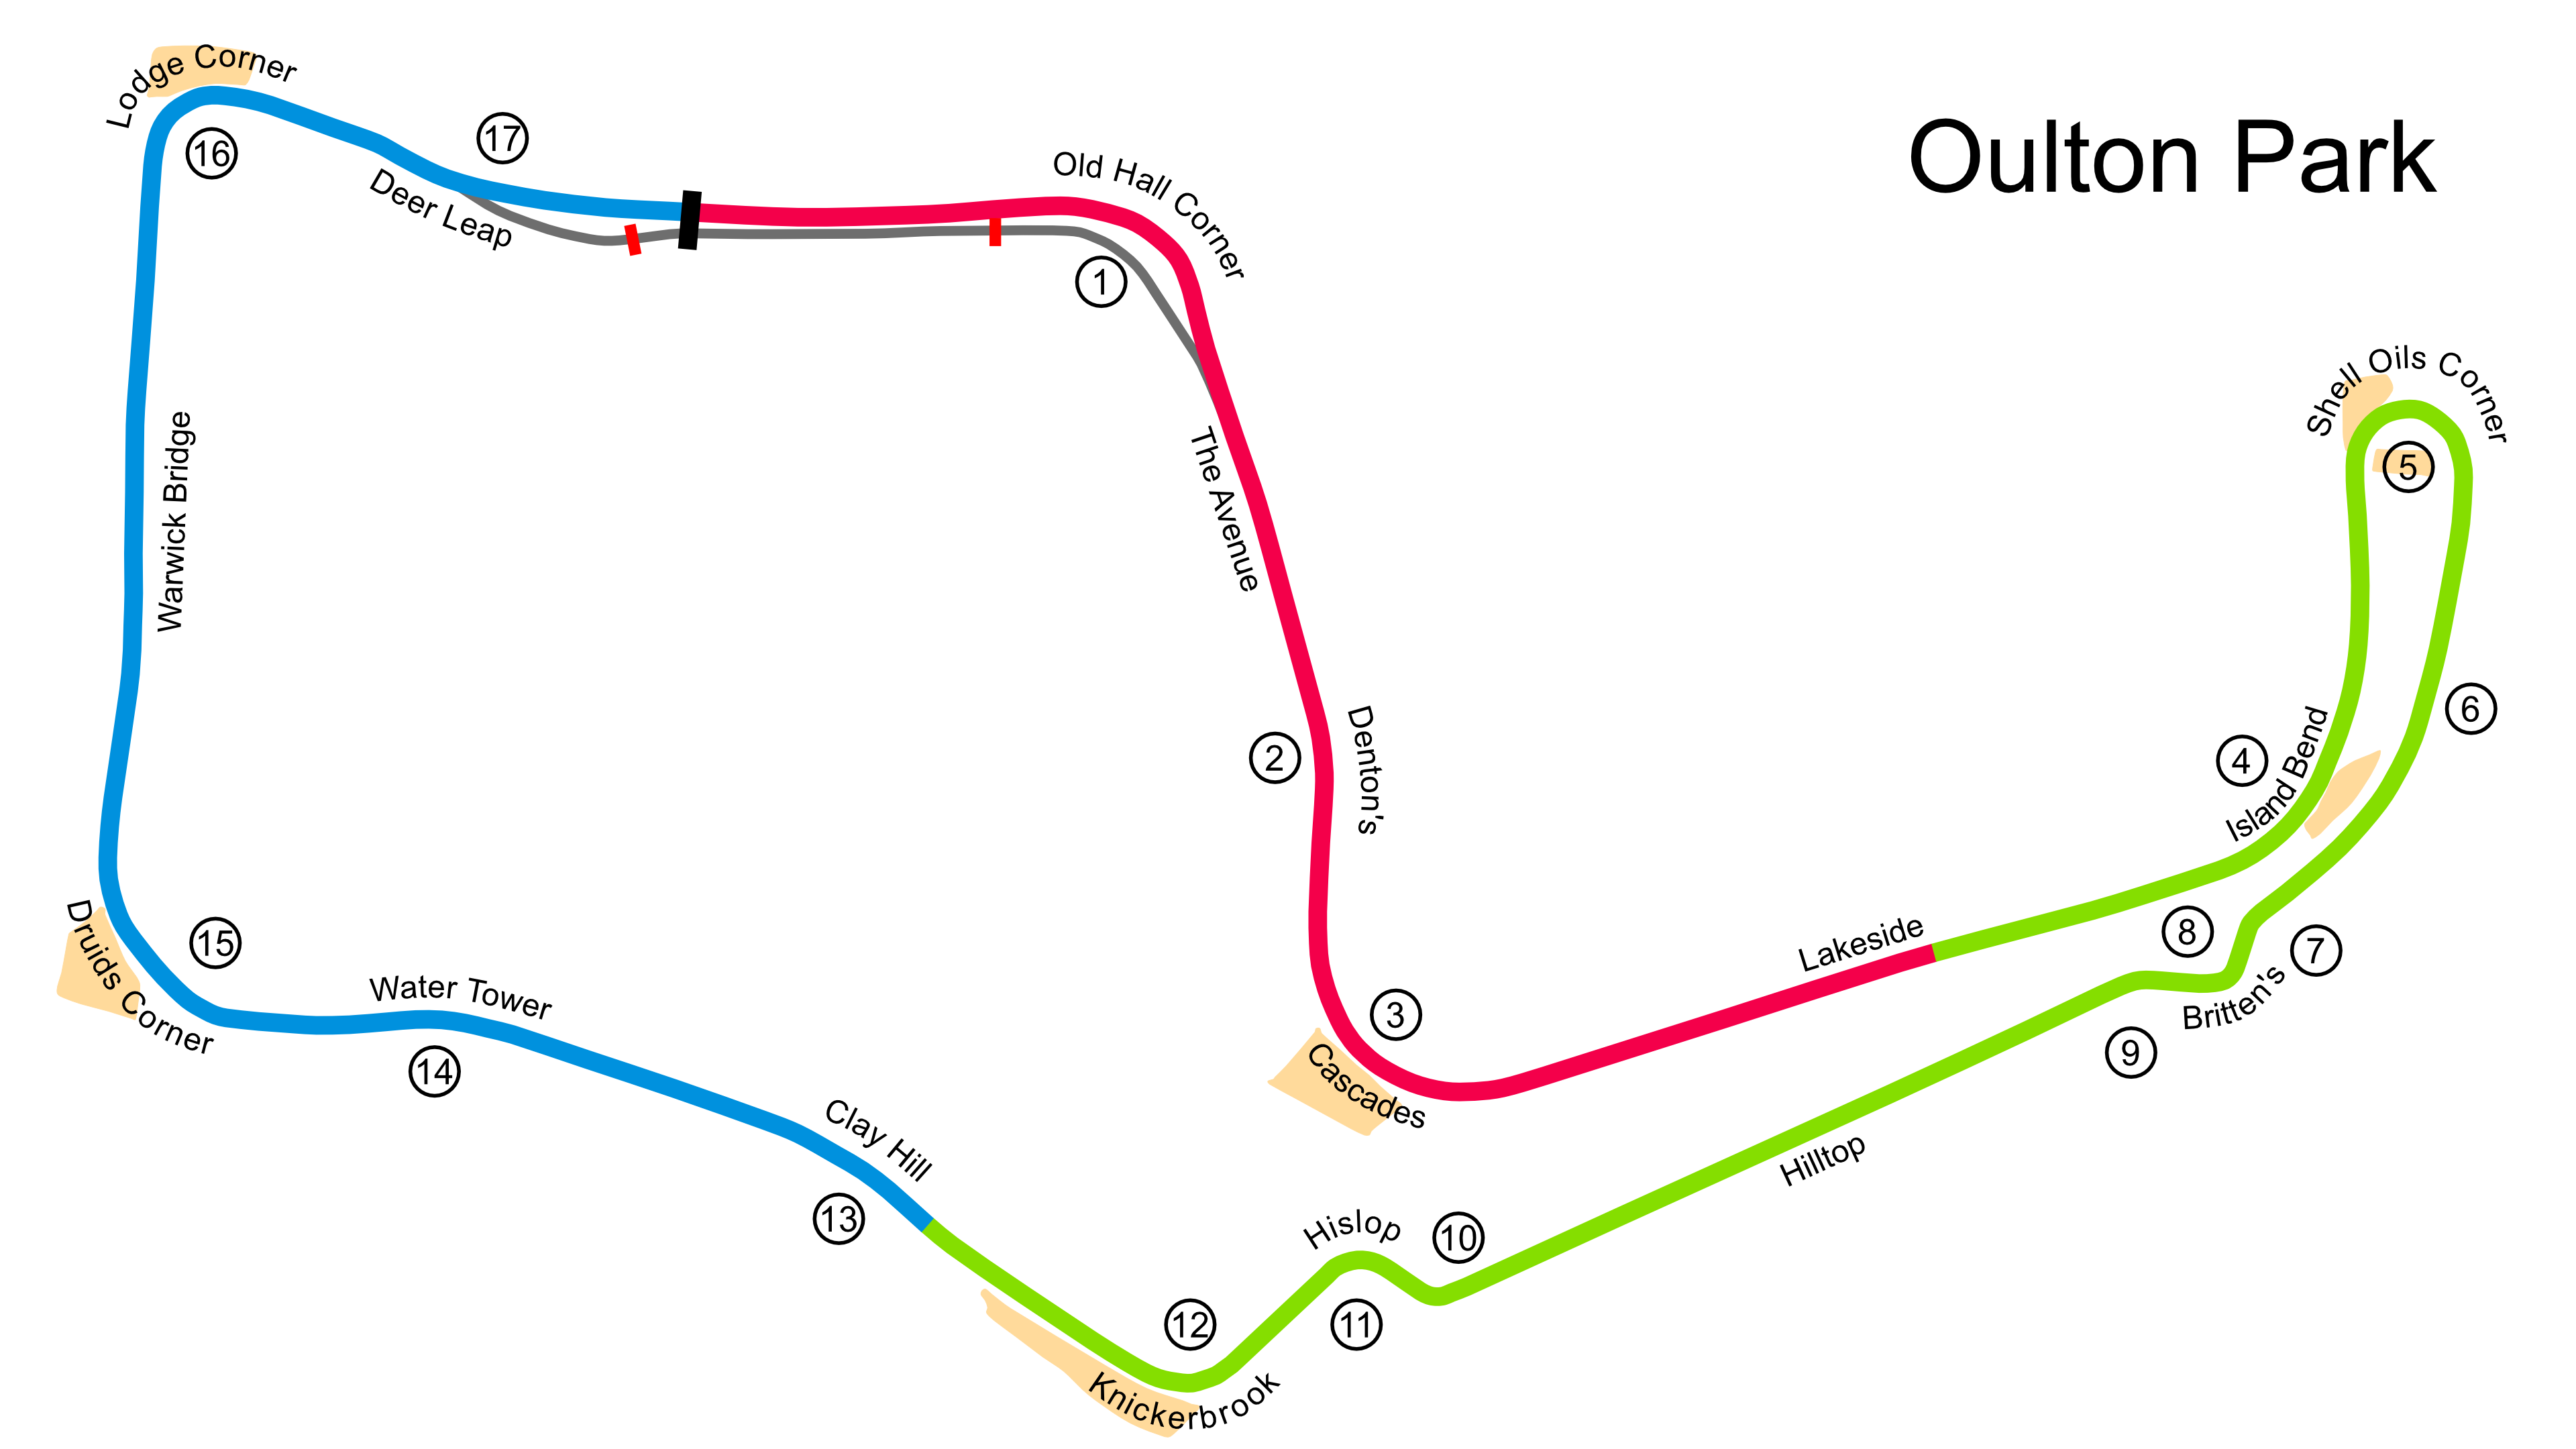 Oulton Park
Lodge Corner
16
17
Deer Leap
Old Hall Corner
1
The Avenue
2
Denton's
3
Cascades
Lakeside
4
Island Bend
Shell Oils Corner
5
6
7
8
Britten's
9
Hilltop
10
Hislop
11
12
Knickerbrook
Clay Hill
13
Water Tower
14
15
Druids Corner
Warwick Bridge